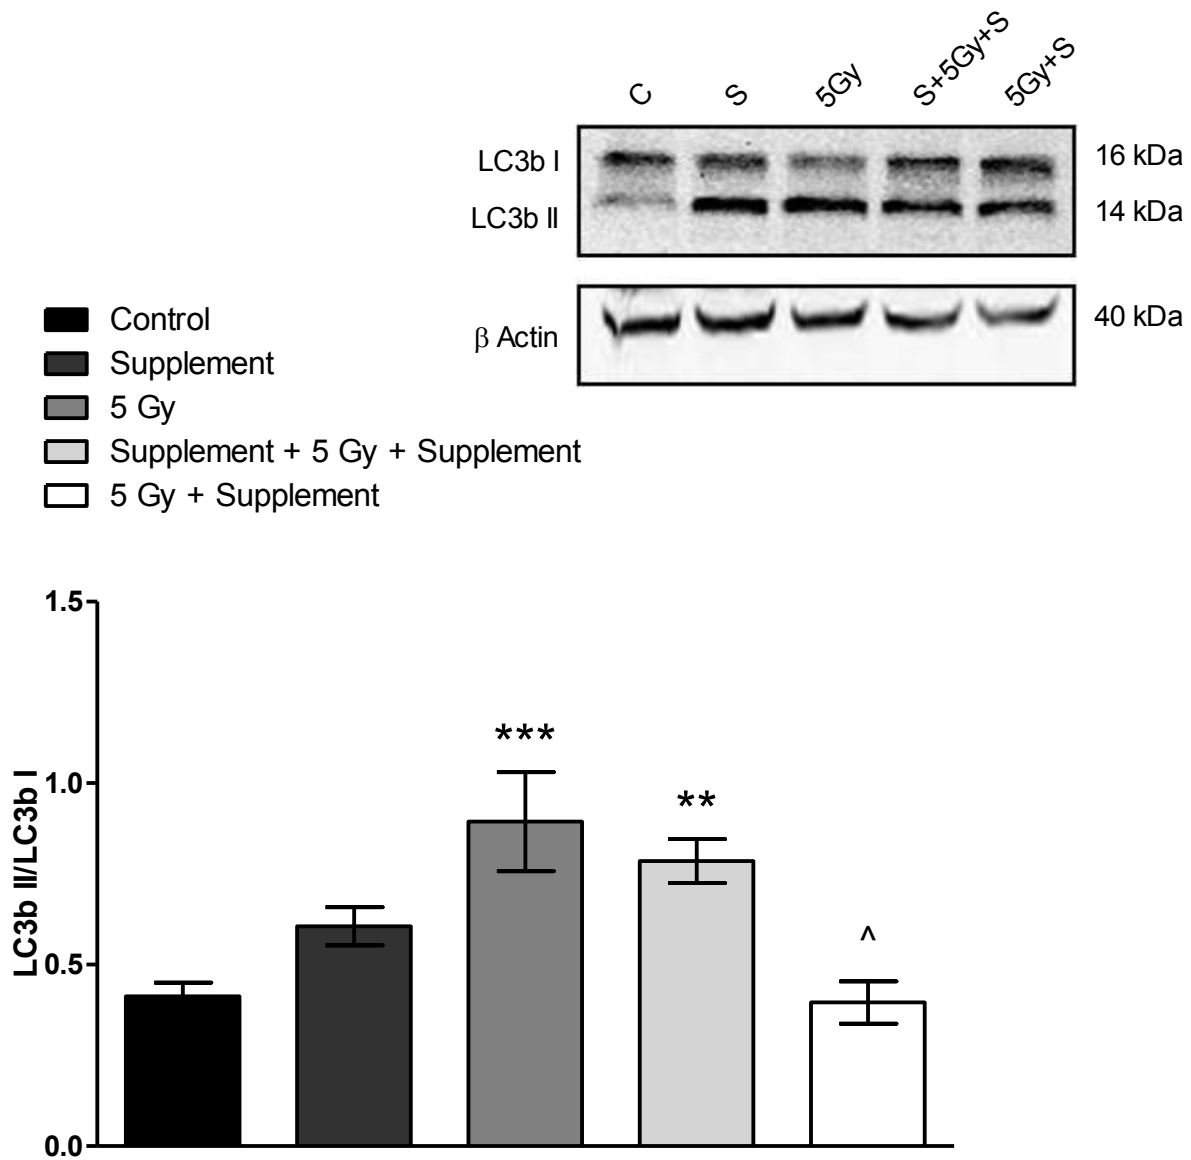 C S 5Gy S+5Gy+S 5Gy+S
LC3b I 16 kDa
LC3b II 14 kDa
β Actin 40 kDa
Control
Supplement
5 Gy
Supplement + 5 Gy + Supplement
5 Gy + Supplement
LC3b II/LC3b I
1.5
1.0
0.5
0.0
***
**
^